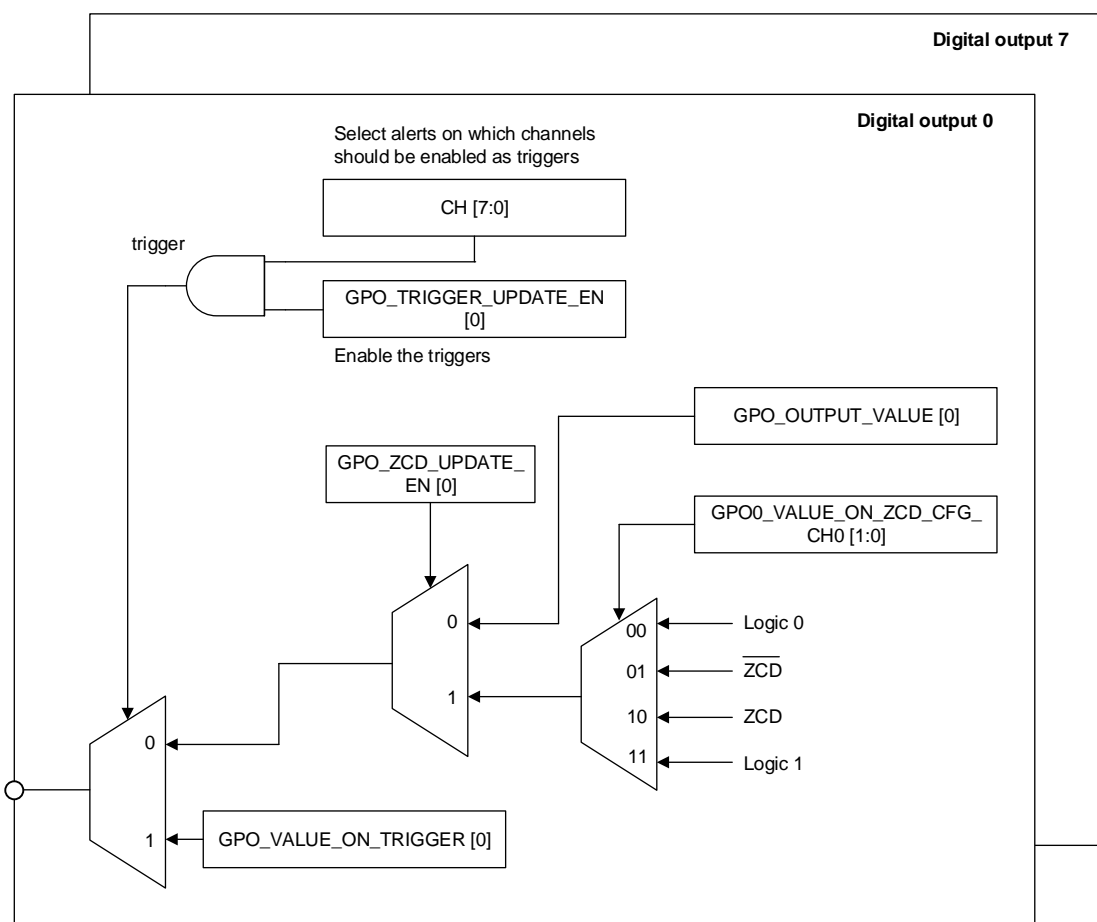 Digital output 7
Digital output 0
Select alerts on which channels
should be enabled as triggers
CH [7:0]
trigger
GPO_TRIGGER_UPDATE_EN
[0]
Enable the triggers
GPO_OUTPUT_VALUE [0]
GPO_ZCD_UPDATE_
EN [0]
GPO0_VALUE_ON_ZCD_CFG_
CH0 [1:0]
0
1
00
01
10
11
Logic 0
Z̅C̅D̅
ZCD
Logic 1
0
1
GPO_VALUE_ON_TRIGGER [0]